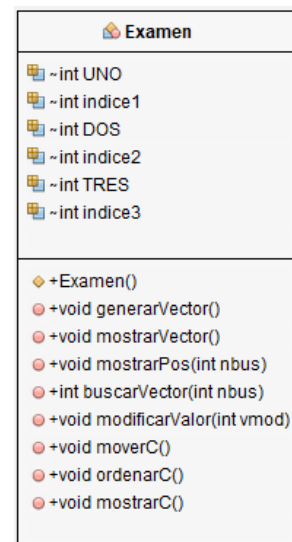 Examen
~int UNO
~int indice1
~int DOS
~int indice2
~int TRES
~int indice3
+Examen()
+void generarVector()
+void mostrarVector()
+void mostrarPos(int nbus)
+int buscarVector(int nbus)
+void modificarValor(int vmod)
+void moverC()
+void ordenarC()
+void mostrarC()